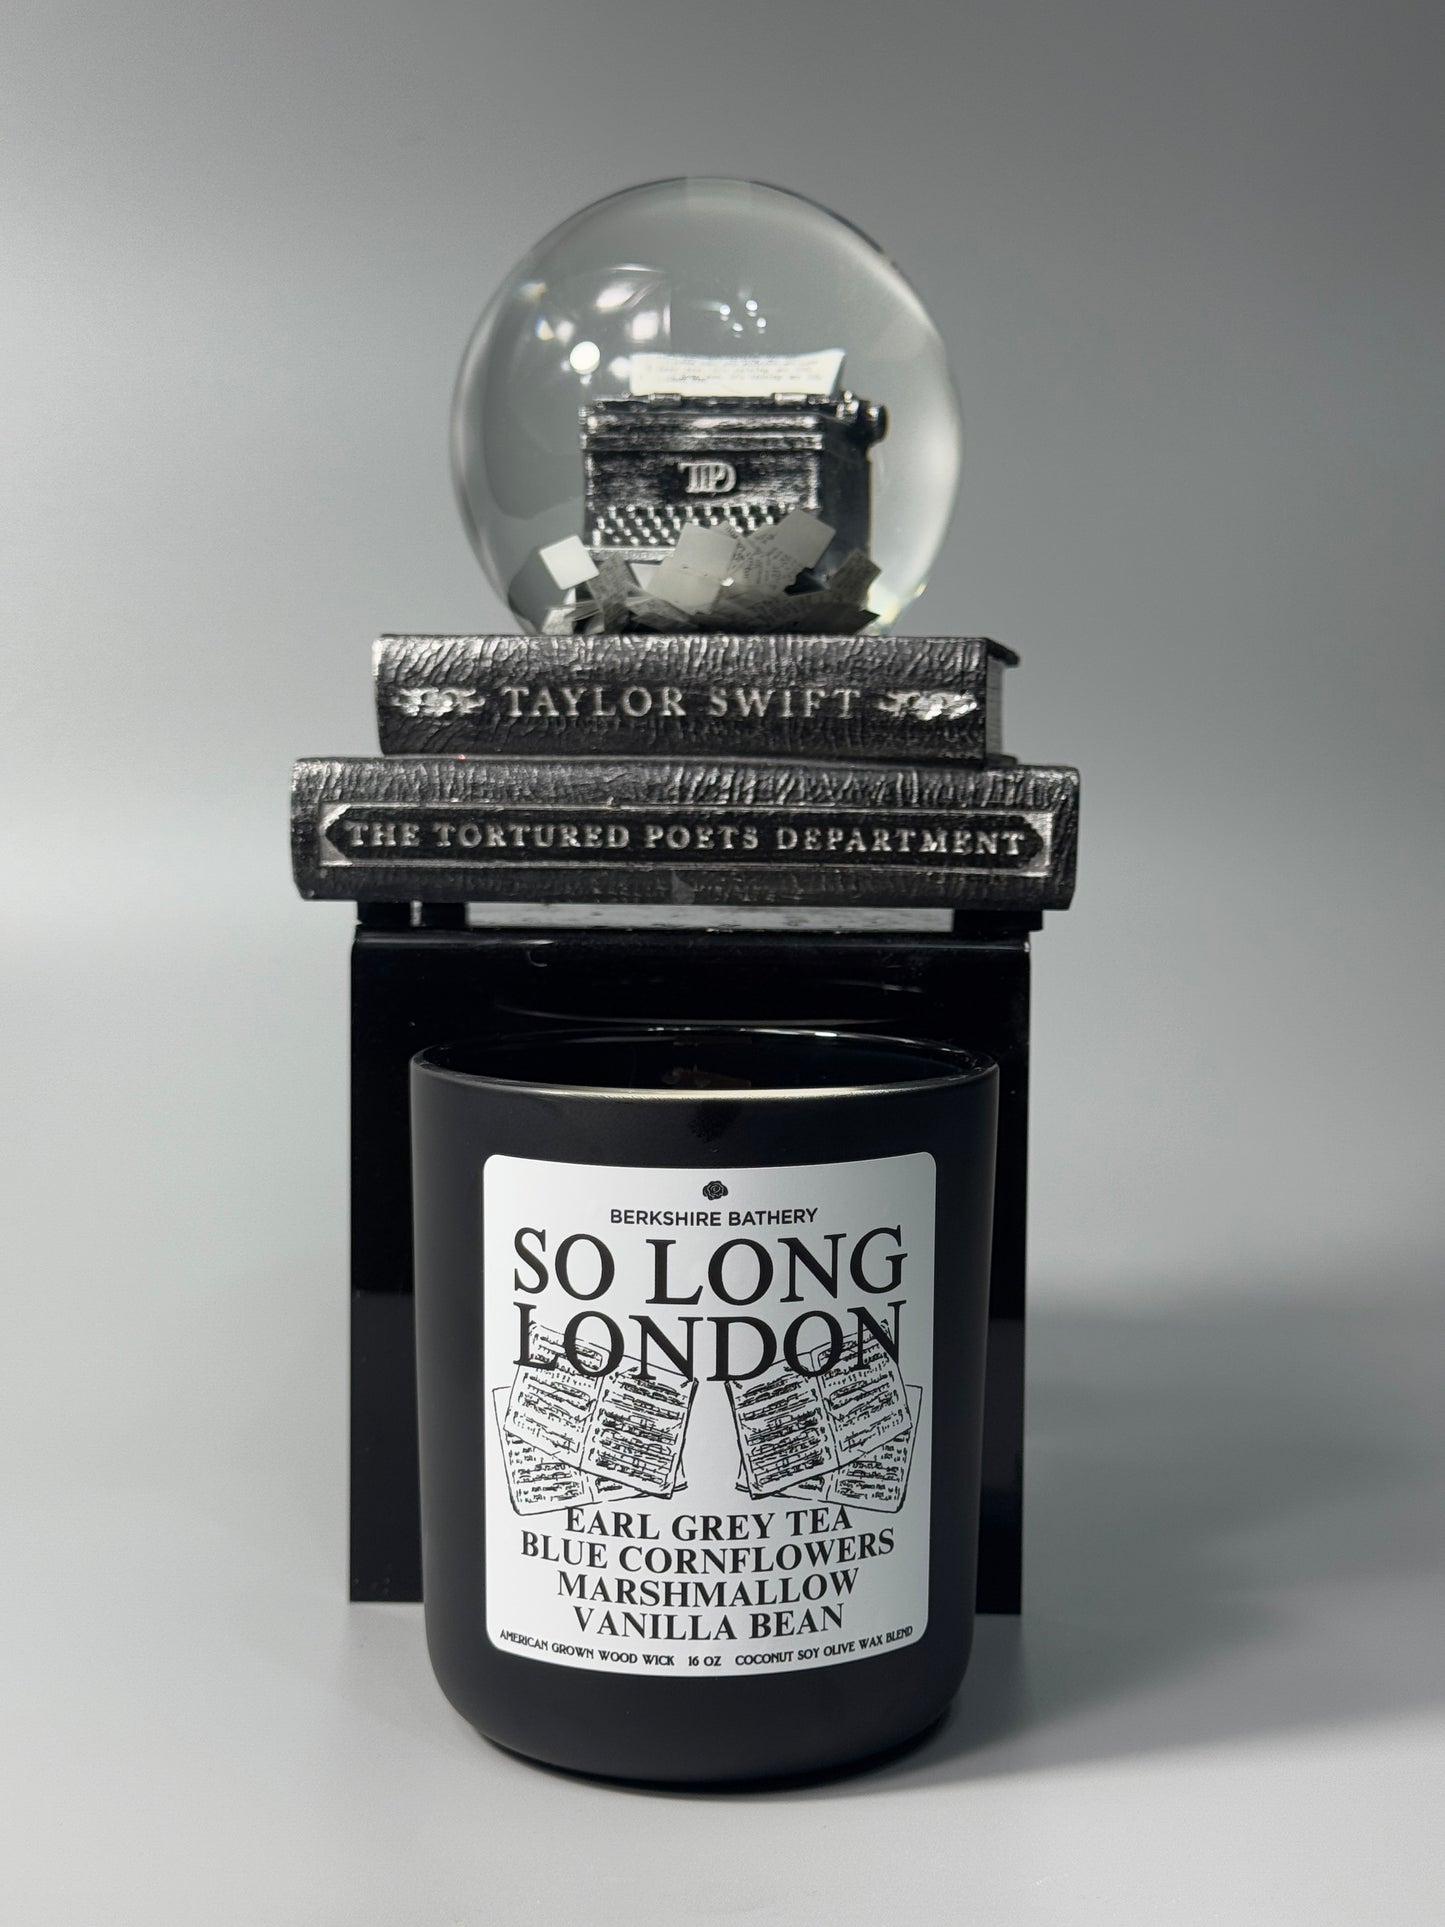 TTPD
TAYLOR SWIFT
THE TORTURED POETS DEPARTMENT
BERKSHIRE BATHERY
SO LONG
LONDON
EARL GREY TEA
BLUE CORNFLOWERS
MARSHMALLOW
VANILLA BEAN
AMERICAN GROWN WOOD WICK 16 OZ COCONUT SOY OLIVE WAX BLEND